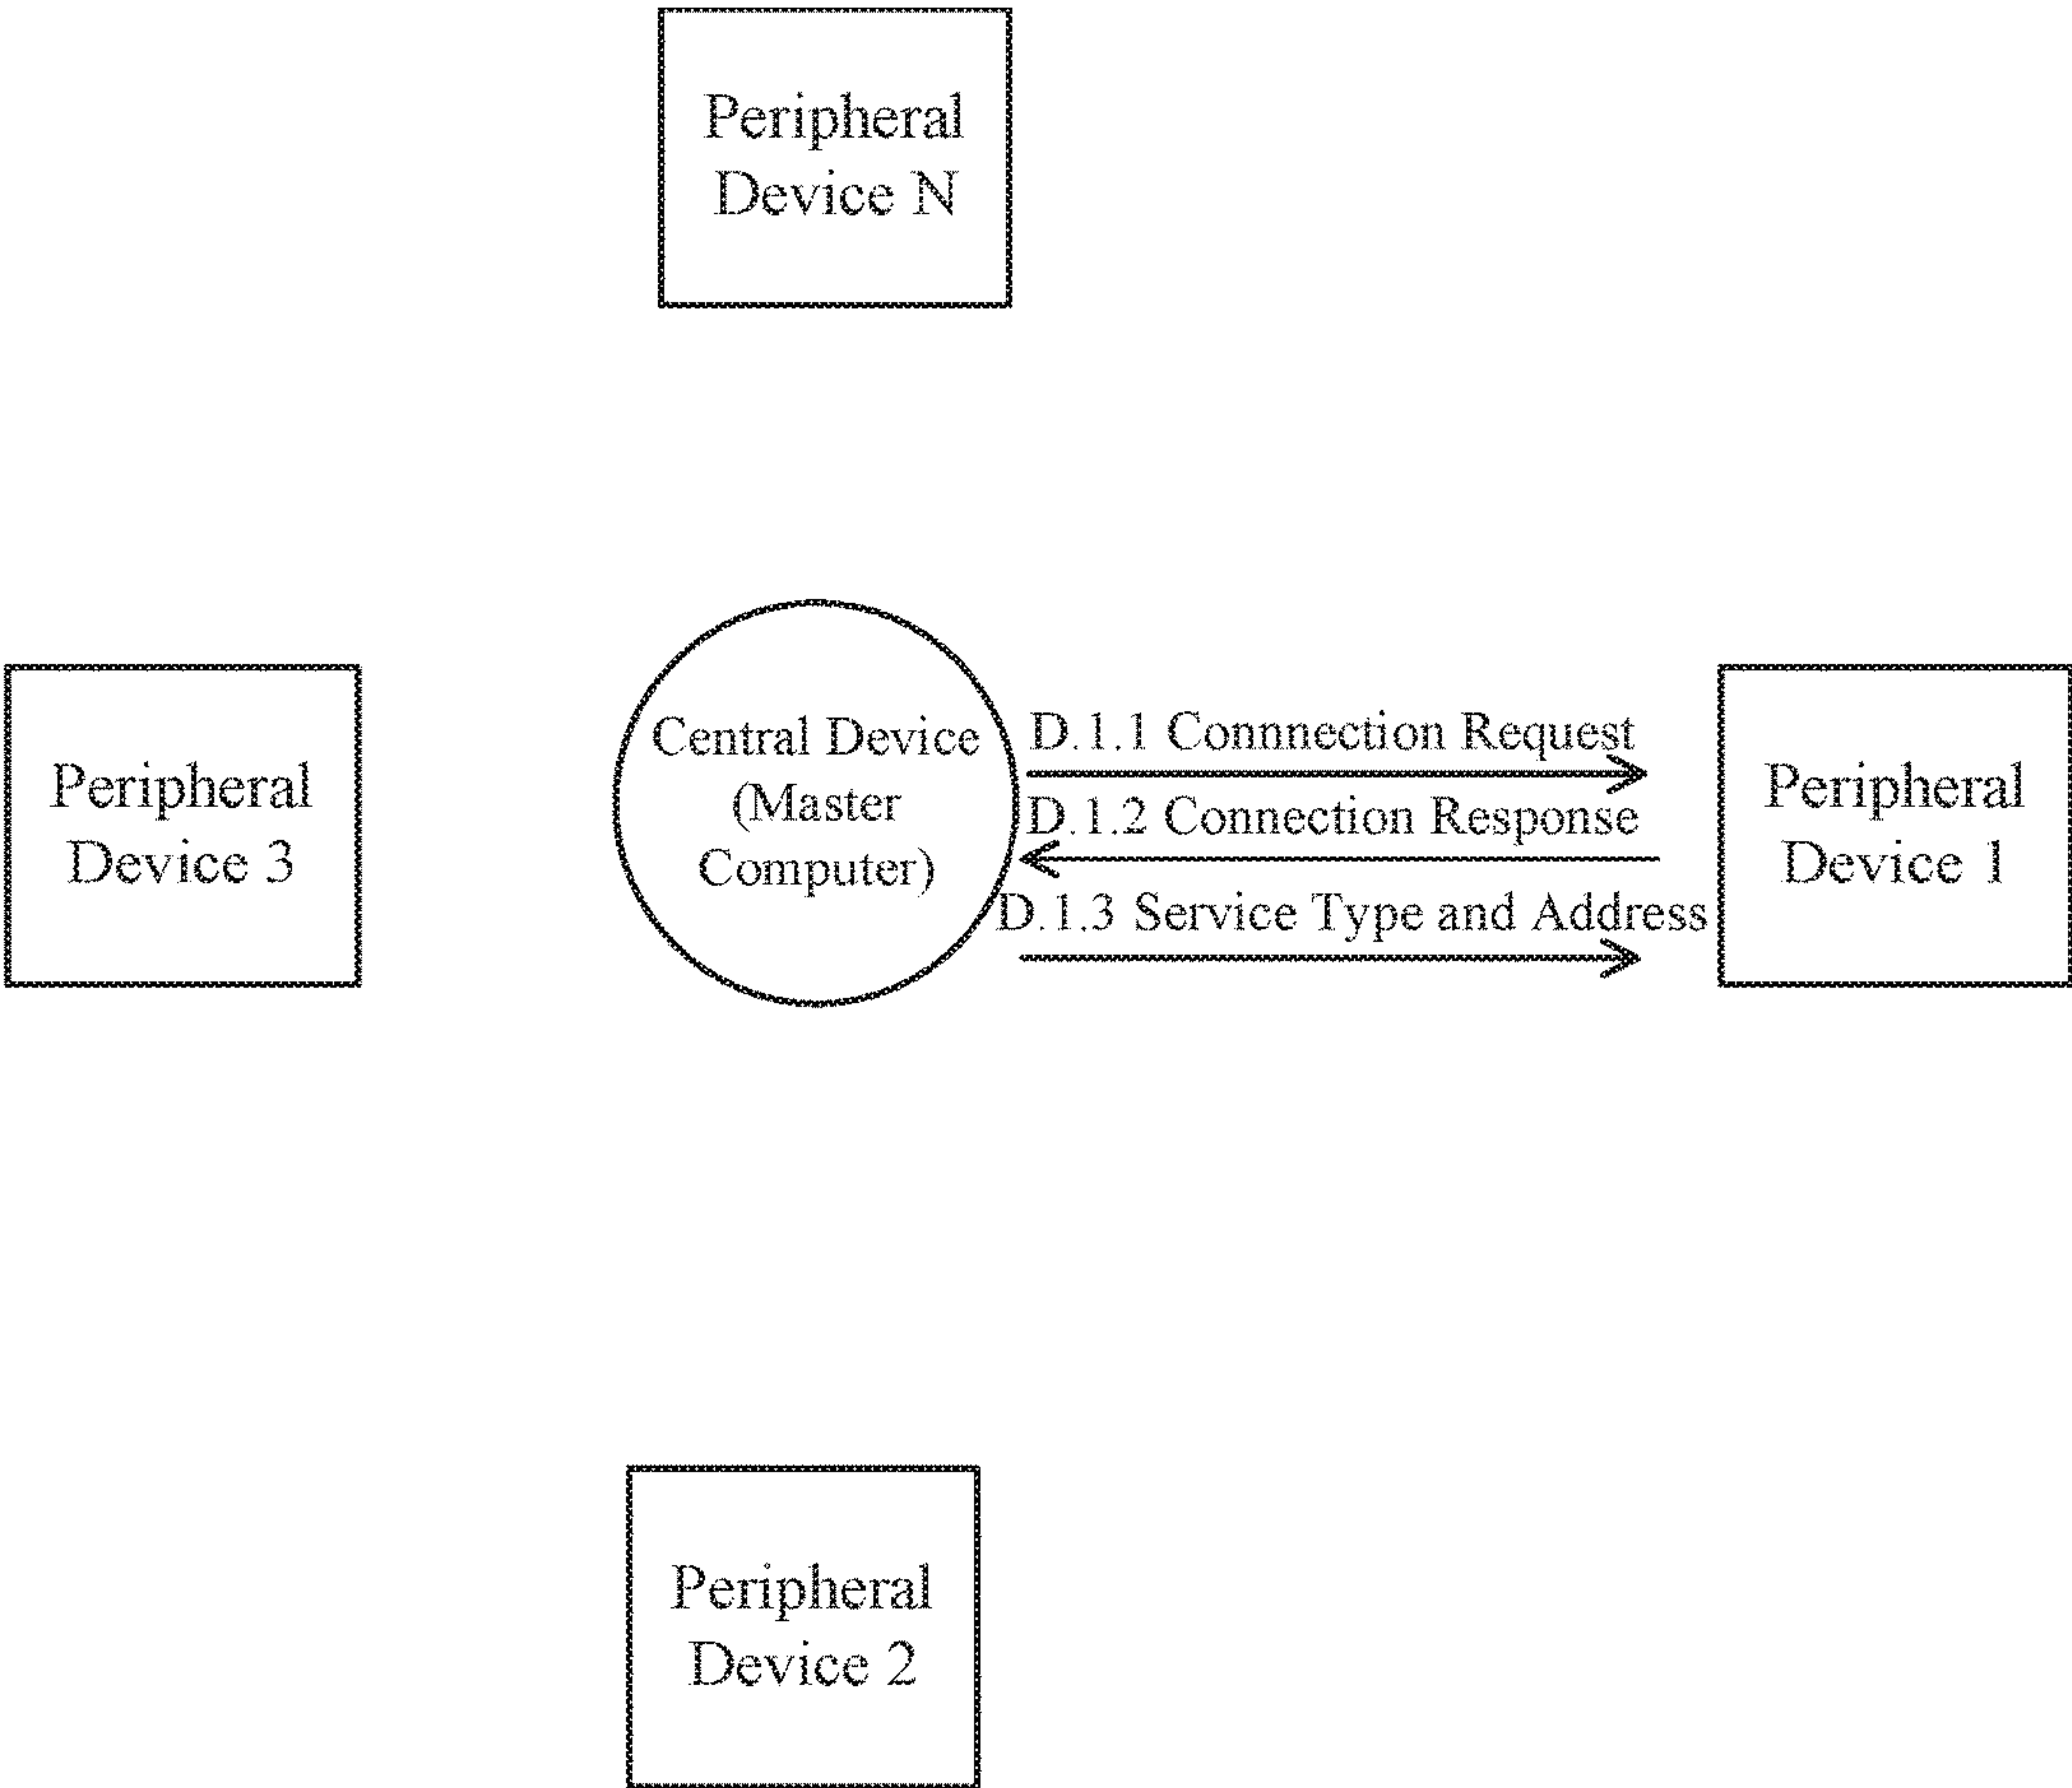 Peripheral
Device N
Peripheral
Device 3
Central Device
(Master
Computer)
D.1.1 Connnection Request
D.1.2 Connection Response
D.1.3 Service Type and Address
Peripheral
Device 1
Peripheral
Device 2